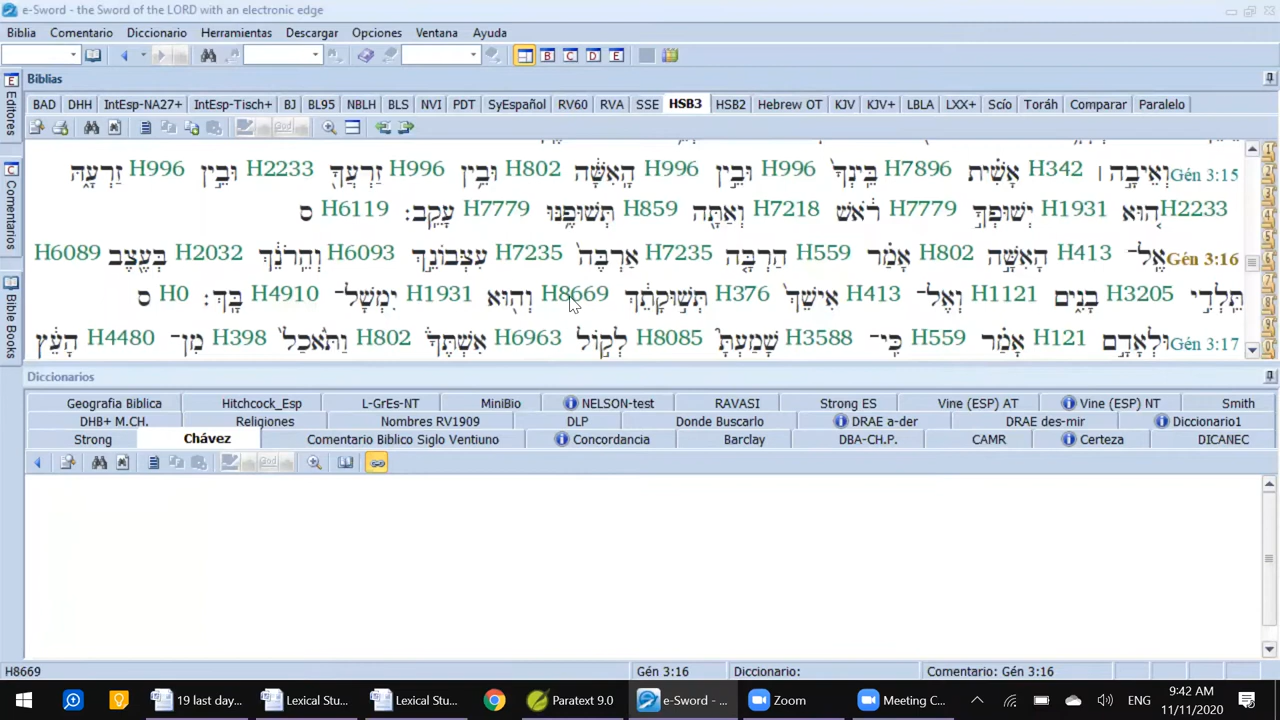 e-Sword - the Sword of the LORD with an electronic edge
Biblia Comentario Diccionario Herramientas Descargar Opciones Ventana Ayuda
Biblias
BAD DHH IntEsp-NA27+ IntEsp-Tisch+ BJ BL95 NBLH BLS NVI PDT SyEspañol RV60 RVA SSE HSB3 HSB2 Hebrew OT KJV KJV+ LBLA LXX+ Scío Toráh Comparar Paralelo
Editores
Comentarios
Bible Books
Gén 3:15 וְאֵיבָ֣ה ׀ H342 אָשִׁ֗ית H7896 בֵּֽינְךָ֙ H996 וּבֵ֣ין H996 הָֽאִשָּׁ֔ה H802 וּבֵ֥ין H996 זַרְעֲךָ֖ H2233 וּבֵ֣ין H996 זַרְעָ֑הּ
H2233 ה֚וּא H1931 יְשׁוּפְךָ֣ H7779 רֹ֔אשׁ H7218 וְאַתָּ֖ה H859 תְּשׁוּפֶ֥נּוּ H7779 עָקֵֽב׃ H6119 ס
Gén 3:16 אֶֽל־ H413 הָאִשָּׁ֣ה H802 אָמַ֗ר H559 הַרְבָּ֤ה H7235 אַרְבֶּה֙ H7235 עִצְּבוֹנֵ֣ךְ H6093 וְהֵֽרֹנֵ֔ךְ H2032 בְּעֶ֖צֶב H6089
תֵּֽלְדִ֣י H3205 בָנִ֑ים H1121 וְאֶל־ H413 אִישֵׁךְ֙ H376 תְּשׁ֣וּקָתֵ֔ךְ H8669 וְה֖וּא H1931 יִמְשָׁל־ H4910 בָּֽךְ׃ H0 ס
Gén 3:17 וּלְאָדָ֣ם H121 אָמַ֗ר H559 כִּֽי־ H3588 שָׁמַעְתָּ֮ H8085 לְק֣וֹל H6963 אִשְׁתֶּךָ֒ H802 וַתֹּ֙אכַל֙ H398 מִן־ H4480 הָעֵ֔ץ
Diccionarios
Geografia Biblica Hitchcock_Esp L-GrEs-NT MiniBio NELSON-test RAVASI Strong ES Vine (ESP) AT Vine (ESP) NT Smith
DHB+ M.CH. Religiones Nombres RV1909 DLP Donde Buscarlo DRAE a-der DRAE des-mir Diccionario1
Strong Chávez Comentario Biblico Siglo Ventiuno Concordancia Barclay DBA-CH.P. CAMR Certeza DICANEC
H8669 Gén 3:16 Diccionario: Comentario: Gén 3:16
19 last day... Lexical Stu... Lexical Stu... Paratext 9.0 e-Sword - ... Zoom Meeting C... ENG 9:42 AM
11/11/2020